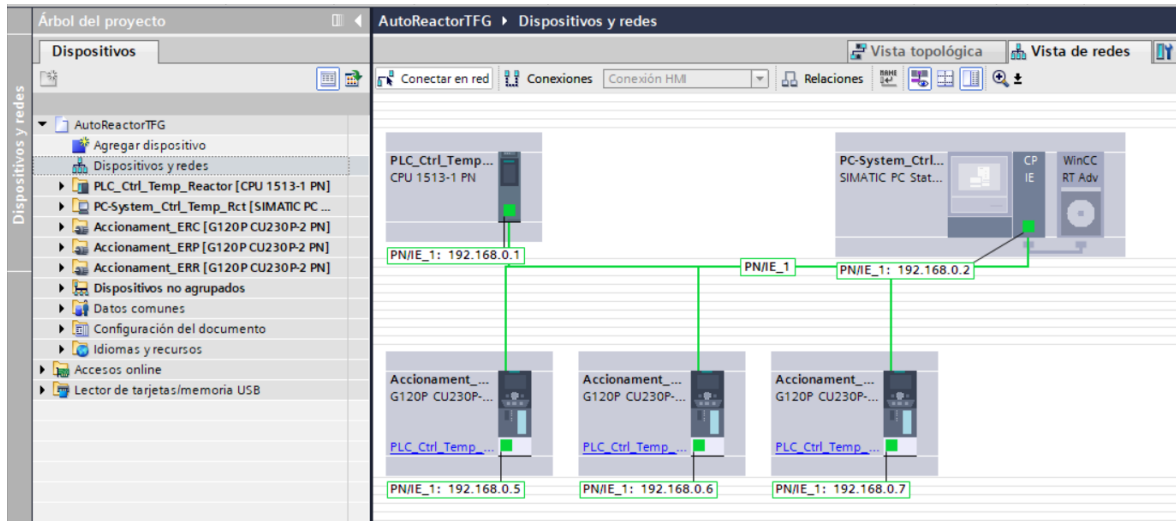 Árbol del proyecto
Dispositivos
Dispositivos y redes
AutoReactorTFG
Agregar dispositivo
Dispositivos y redes
PLC_Ctrl_Temp_Reactor [CPU 1513-1 PN]
PC-System_Ctrl_Temp_Rct [SIMATIC PC ...
Accionament_ERC [G120P CU230P-2 PN]
Accionament_ERP [G120P CU230P-2 PN]
Accionament_ERR [G120P CU230P-2 PN]
Dispositivos no agrupados
Datos comunes
Configuración del documento
Idiomas y recursos
Accesos online
Lector de tarjetas/memoria USB
AutoReactorTFG Dispositivos y redes
Vista topológica Vista de redes
Conectar en red Conexiones Conexión HMI Relaciones
PLC_Ctrl_Temp...
CPU 1513-1 PN
PN/IE_1: 192.168.0.1
PC-System_Ctrl...
SIMATIC PC Stat...
CP
IE
WinCC
RT Adv
PN/IE_1
PN/IE_1: 192.168.0.2
Accionament_...
G120P CU230P-...
PLC_Ctrl_Temp_...
PN/IE_1: 192.168.0.5
Accionament_...
G120P CU230P-...
PLC_Ctrl_Temp_...
PN/IE_1: 192.168.0.6
Accionament_...
G120P CU230P-...
PLC_Ctrl_Temp_...
PN/IE_1: 192.168.0.7